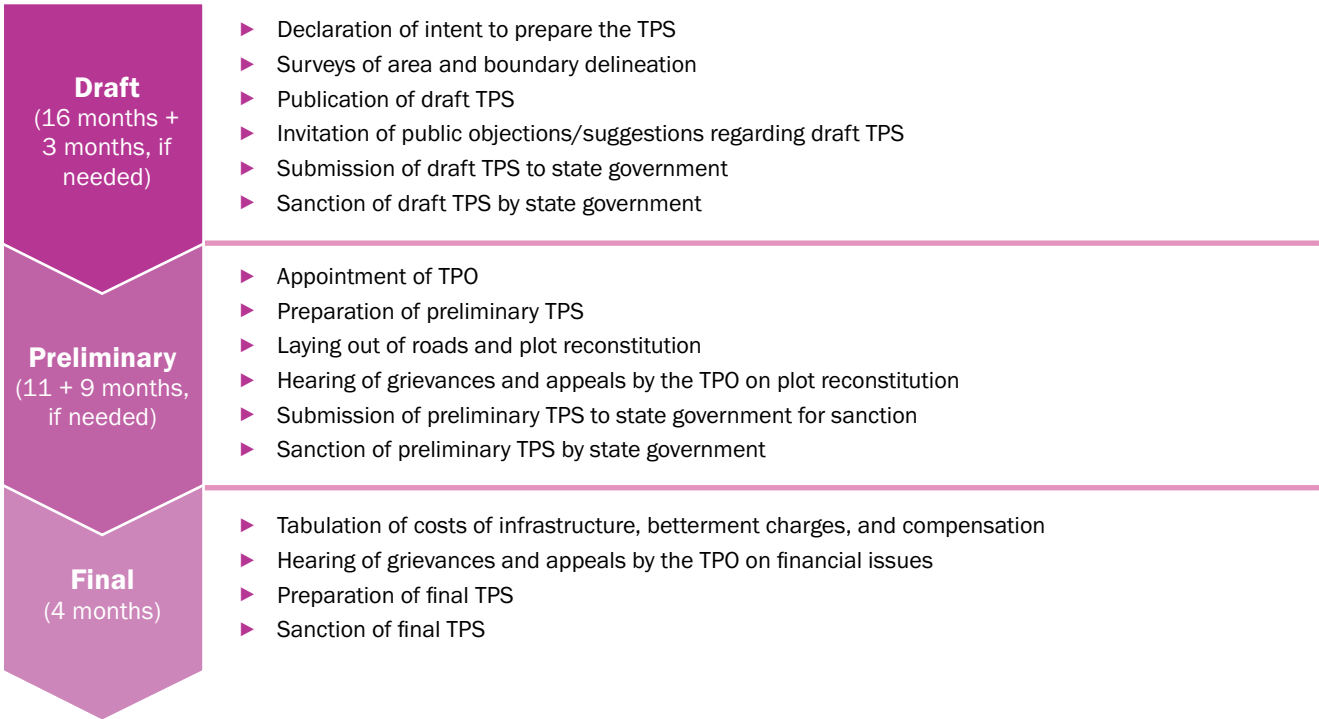 Draft
(16 months +
3 months, if
needed)
► Declaration of intent to prepare the TPS
► Surveys of area and boundary delineation
► Publication of draft TPS
► Invitation of public objections/suggestions regarding draft TPS
► Submission of draft TPS to state government
► Sanction of draft TPS by state government
Preliminary
(11 + 9 months,
if needed)
► Appointment of TPO
► Preparation of preliminary TPS
► Laying out of roads and plot reconstitution
► Hearing of grievances and appeals by the TPO on plot reconstitution
► Submission of preliminary TPS to state government for sanction
► Sanction of preliminary TPS by state government
Final
(4 months)
► Tabulation of costs of infrastructure, betterment charges, and compensation
► Hearing of grievances and appeals by the TPO on financial issues
► Preparation of final TPS
► Sanction of final TPS